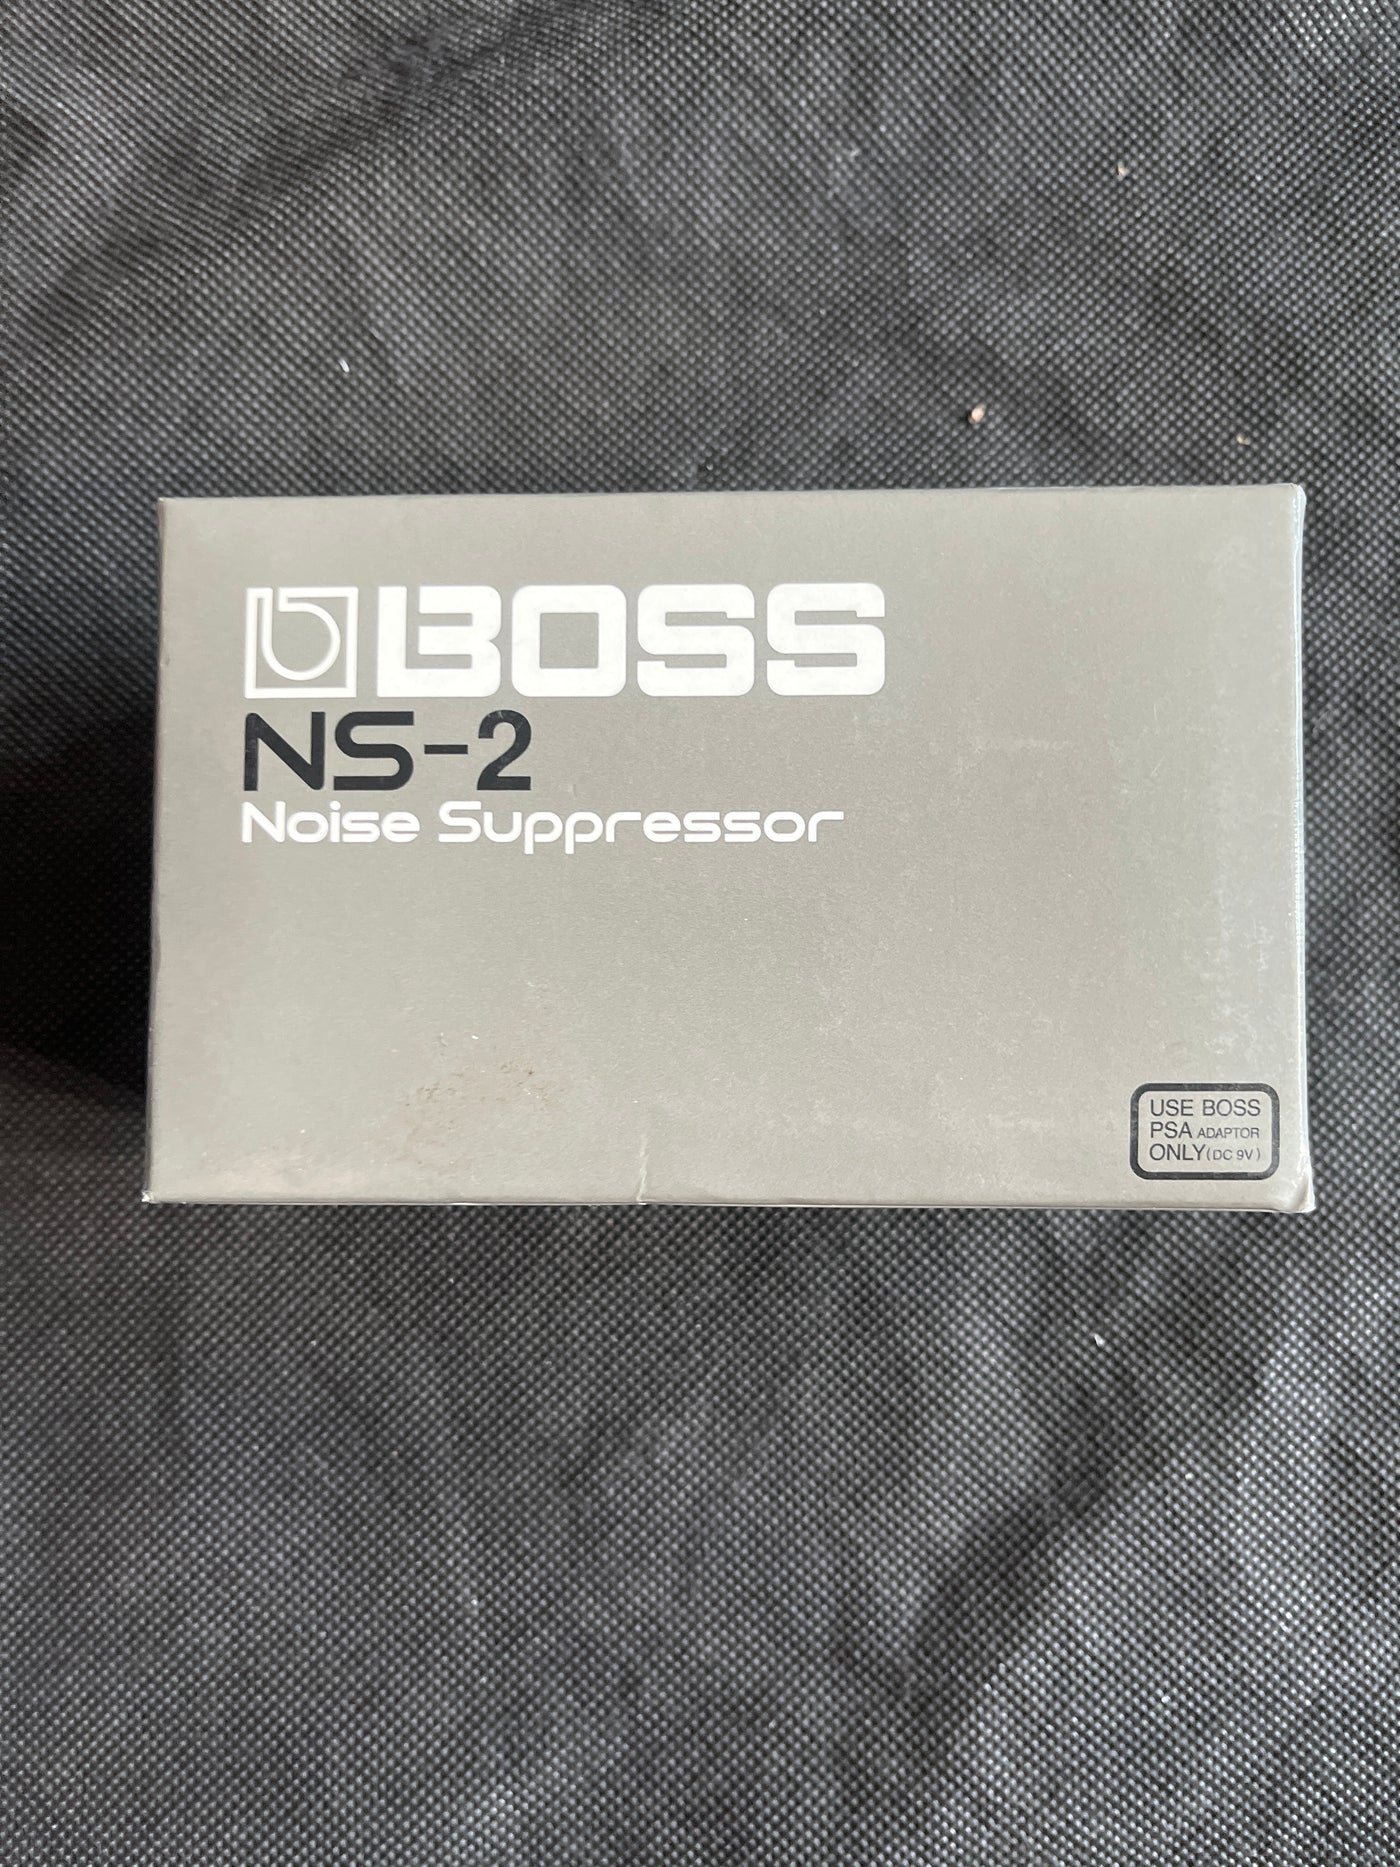 BOSS
NS-2
Noise Suppressor
USE BOSS
PSA ADAPTOR
ONLY(DC 9V)